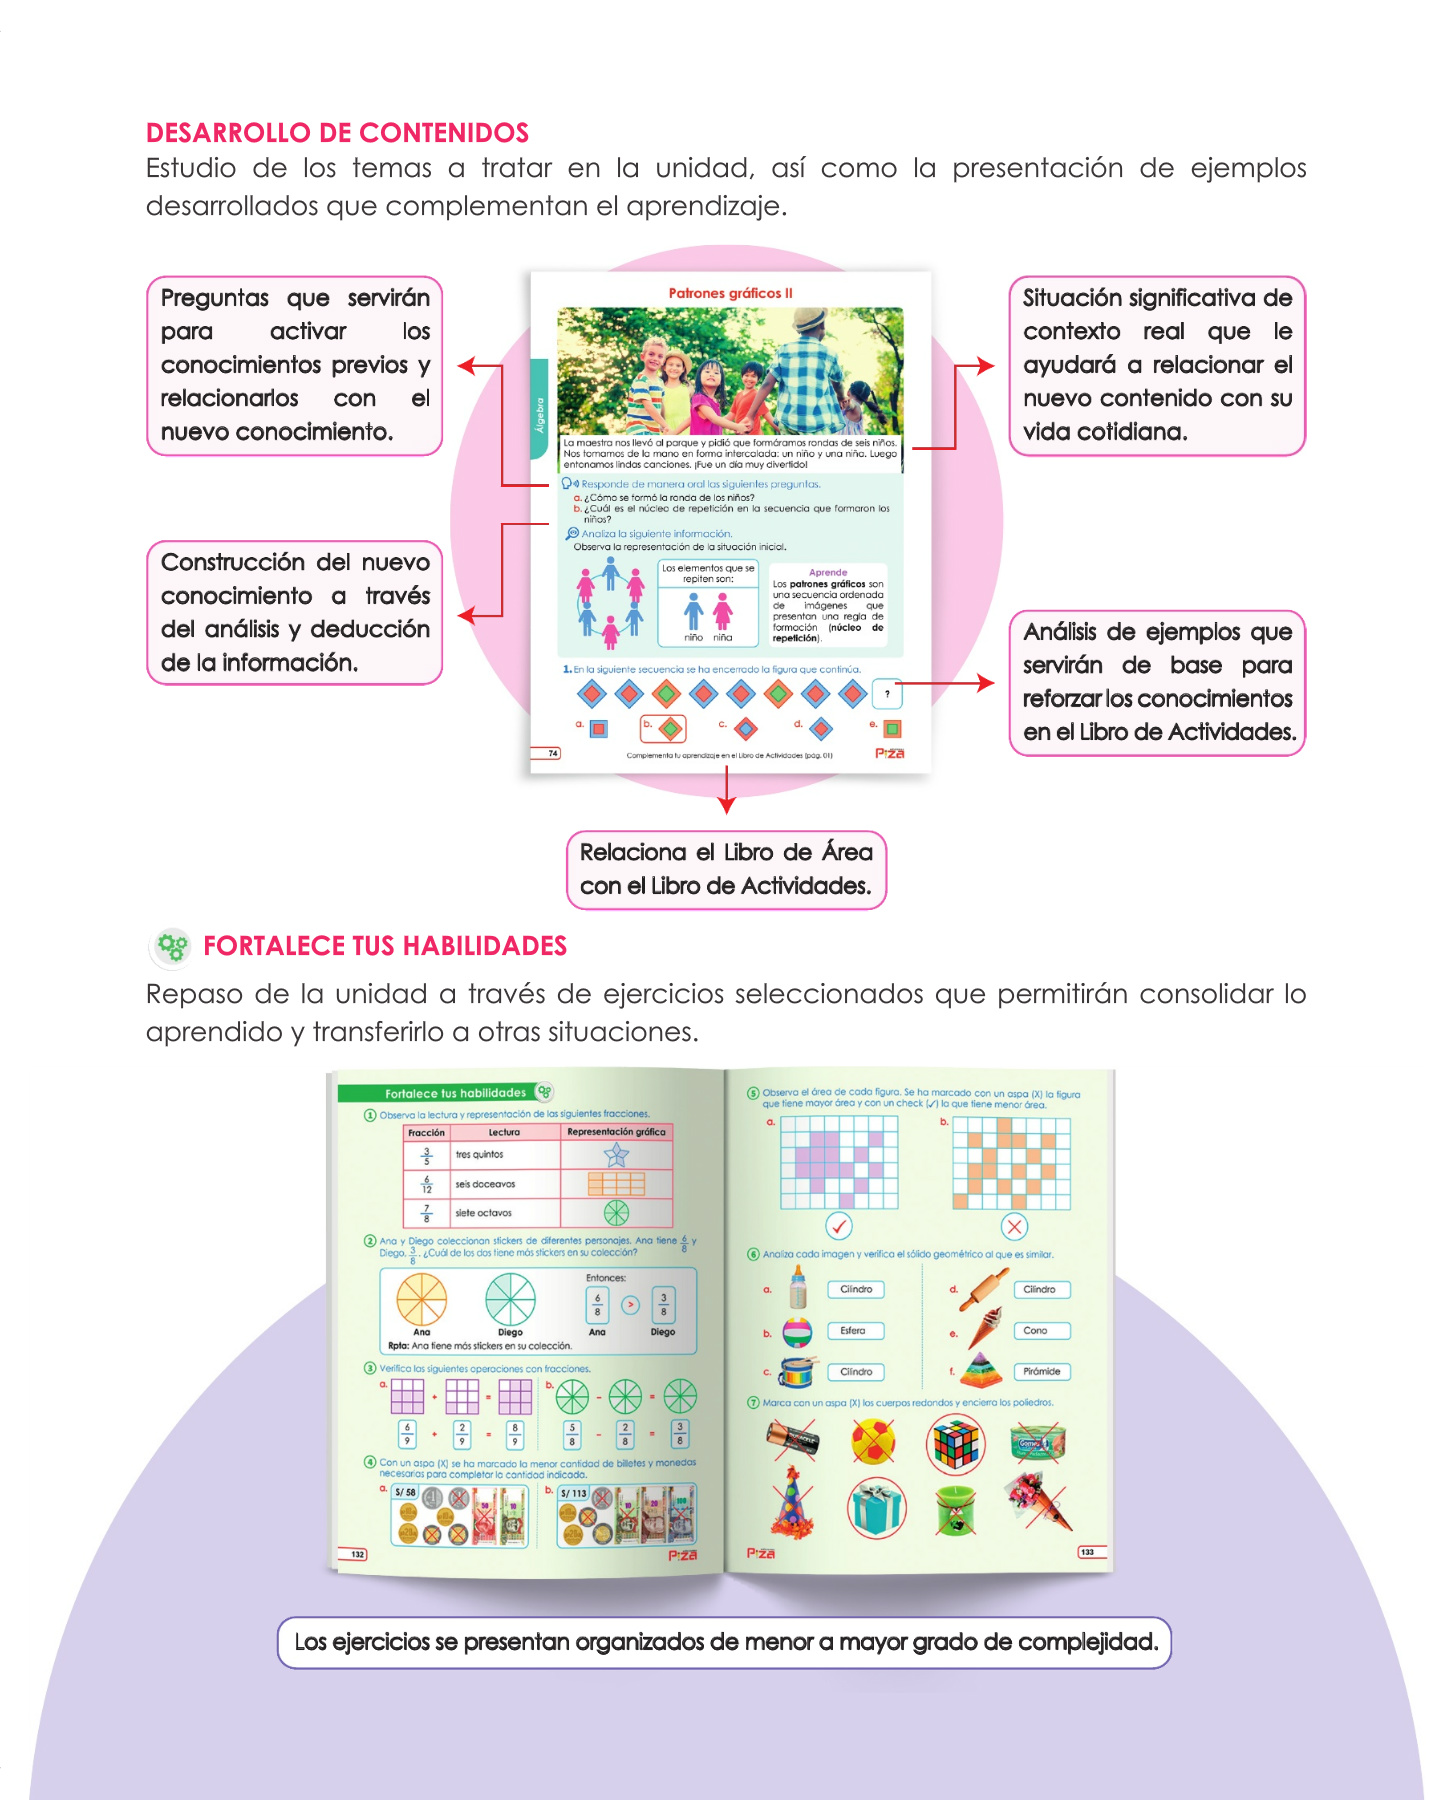 DESARROLLO DE CONTENIDOS
Estudio de los temas a tratar en la unidad, así como la presentación de ejemplos
desarrollados que complementan el aprendizaje.
Preguntas que servirán
para activar los
conocimientos previos y
relacionarlos con el
nuevo conocimiento.
Construcción del nuevo
conocimiento a través
del análisis y deducción
de la información.
Patrones gráficos II
Álgebra
La maestra nos llevó al parque y pidió que formáramos rondas de seis niños.
Nos tomamos de la mano en forma intercalada: un niño y una niña. Luego
entonamos lindas canciones. ¡Fue un día muy divertido!
Responde de manera oral las siguientes preguntas.
a. ¿Cómo se formó la ronda de los niños?
b. ¿Cuál es el núcleo de repetición en la secuencia que formaron los
niños?
Analiza la siguiente información.
Observa la representación de la situación inicial.
Los elementos que se
repiten son:
niño niña
Aprende
Los patrones gráficos son
una secuencia ordenada
de imágenes que
presentan una regla de
formación (núcleo de
repetición).
1. En la siguiente secuencia se ha encerrado la figura que continúa.
?
a. b. c. d. e.
74
Complementa tu aprendizaje en el Libro de Actividades (pág. 01)
Piza
Situación significativa de
contexto real que le
ayudará a relacionar el
nuevo contenido con su
vida cotidiana.
Análisis de ejemplos que
servirán de base para
reforzar los conocimientos
en el Libro de Actividades.
Relaciona el Libro de Área
con el Libro de Actividades.
FORTALECE TUS HABILIDADES
Repaso de la unidad a través de ejercicios seleccionados que permitirán consolidar lo
aprendido y transferirlo a otras situaciones.
Fortalece tus habilidades
1 Observa la lectura y representación de las siguientes fracciones.
Fracción Lectura Representación gráfica
3/5 tres quintos
6/12 seis doceavos
7/8 siete octavos
2 Ana y Diego coleccionan stickers de diferentes personajes. Ana tiene 6/8 y
Diego, 3/8. ¿Cuál de los dos tiene más stickers en su colección?
Entonces:
6/8 > 3/8
Ana Diego Ana Diego
Rpta: Ana tiene más stickers en su colección.
3 Verifica las siguientes operaciones con fracciones.
a. + = b. - =
6/9 + 2/9 = 8/9 5/8 - 2/8 = 3/8
4 Con un aspa (X) se ha marcado la menor cantidad de billetes y monedas
necesarias para completar la cantidad indicada.
a. S/ 58 b. S/ 113
132
Piza
5 Observa el área de cada figura. Se ha marcado con un aspa (X) la figura
que tiene mayor área y con un check (✓) la que tiene menor área.
a. b.
6 Analiza cada imagen y verifica el sólido geométrico al que es similar.
a. Cilindro d. Cilindro
b. Esfera e. Cono
c. Cilindro f. Pirámide
7 Marca con un aspa (X) los cuerpos redondos y encierra los poliedros.
Piza
133
Los ejercicios se presentan organizados de menor a mayor grado de complejidad.